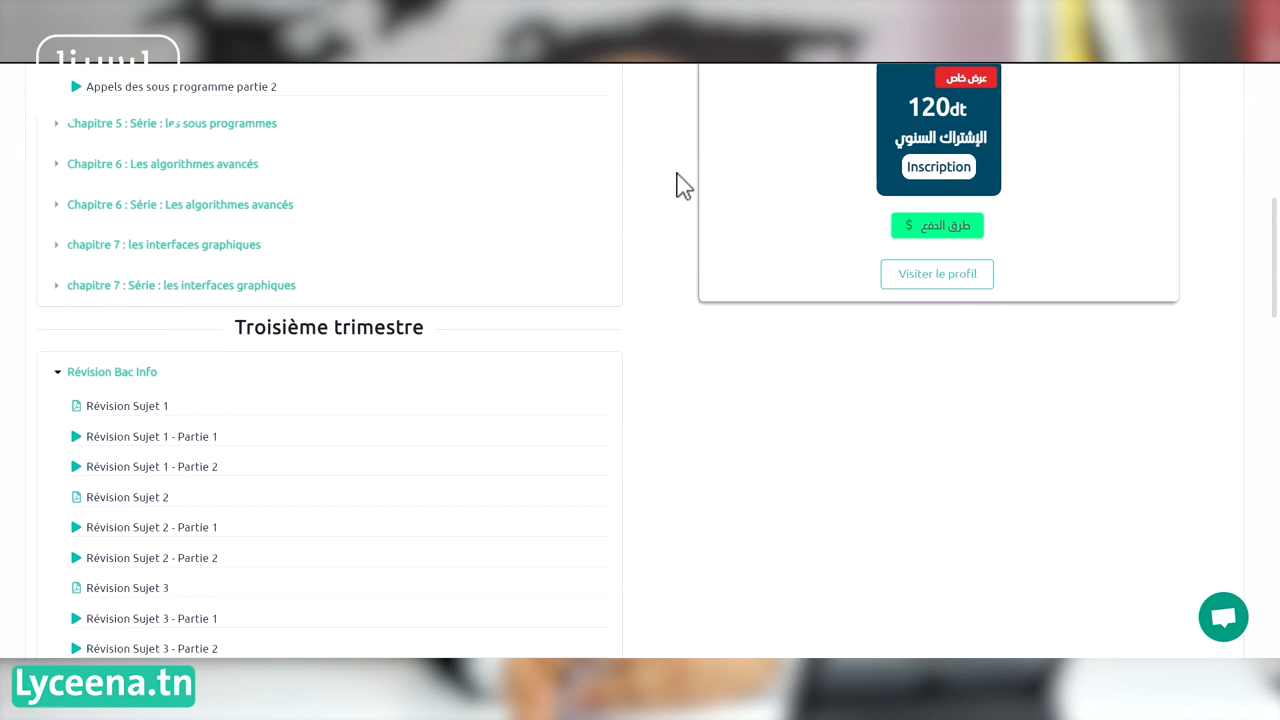 Appels des sous programme partie 2
Chapitre 5 : Série : les sous programmes
Chapitre 6 : Les algorithmes avancés
Chapitre 6 : Série : Les algorithmes avancés
chapitre 7 : les interfaces graphiques
chapitre 7 : Série : les interfaces graphiques
Troisième trimestre
Révision Bac Info
Révision Sujet 1
Révision Sujet 1 - Partie 1
Révision Sujet 1 - Partie 2
Révision Sujet 2
Révision Sujet 2 - Partie 1
Révision Sujet 2 - Partie 2
Révision Sujet 3
Révision Sujet 3 - Partie 1
Révision Sujet 3 - Partie 2
عرض خاص
120dt
الإشتراك السنوي
Inscription
طرق الدفع $
Visiter le profil
Lyceena.tn